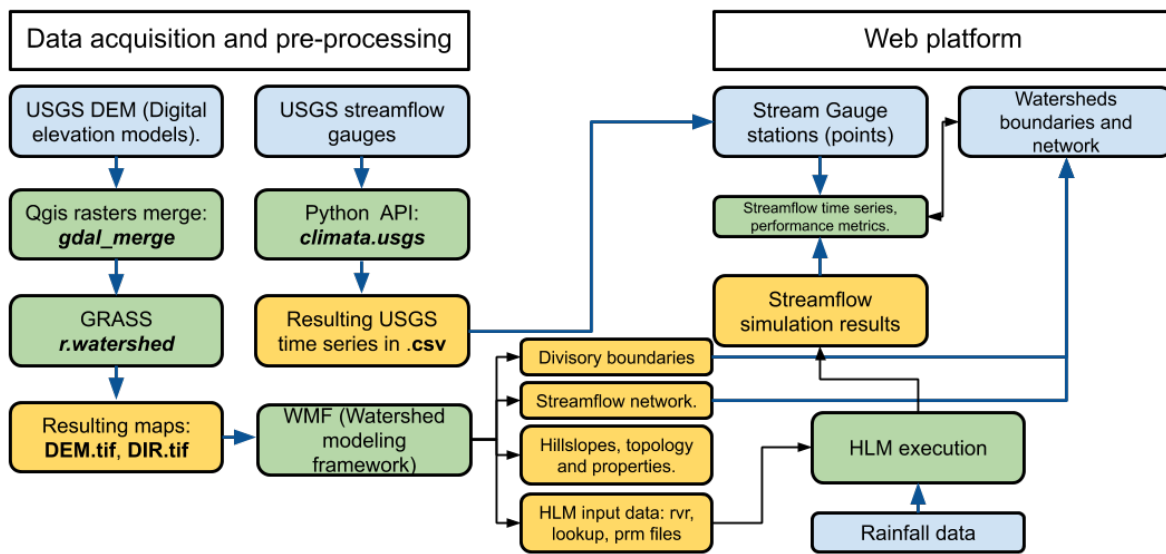 Data acquisition and pre-processing
Web platform
USGS DEM (Digital
elevation models).
USGS streamflow
gauges
Stream Gauge
stations (points)
Watersheds
boundaries and
network
Qgis rasters merge:
gdal_merge
Python API:
climata.usgs
Streamflow time series,
performance metrics.
GRASS
r.watershed
Resulting USGS
time series in .csv
Streamflow
simulation results
Divisory boundaries
Streamflow network.
Resulting maps:
DEM.tif, DIR.tif
WMF (Watershed
modeling
framework)
Hillslopes, topology
and properties.
HLM execution
HLM input data: rvr,
lookup, prm files
Rainfall data